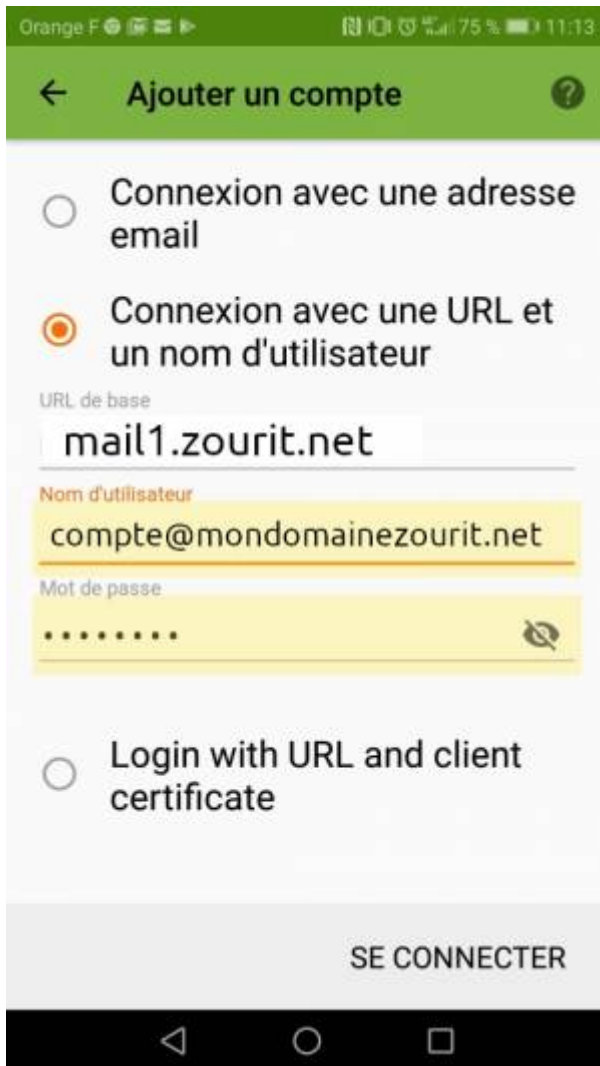 Orange F 75 % 11:13
Ajouter un compte
Connexion avec une adresse
email
Connexion avec une URL et
un nom d'utilisateur
URL de base
mail1.zourit.net
Nom d'utilisateur
compte@mondomainezourit.net
Mot de passe
••••••••
Login with URL and client
certificate
SE CONNECTER